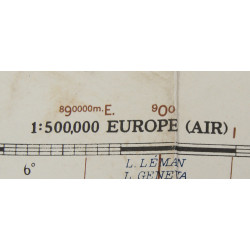 890000m.E. 900
1:500,000 EUROPE (AIR)
6°
L. LEMAN
L. GENEVA